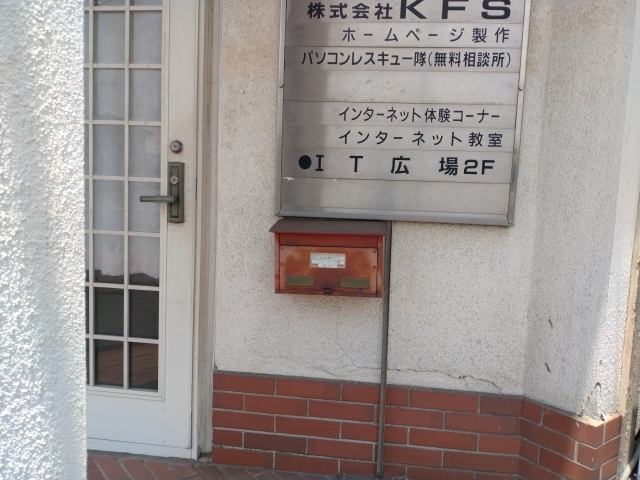 株式会社KFS
ホームページ製作
パソコンレスキュー隊(無料相談所)
インターネット体験コーナー
インターネット教室
●IT広場2F